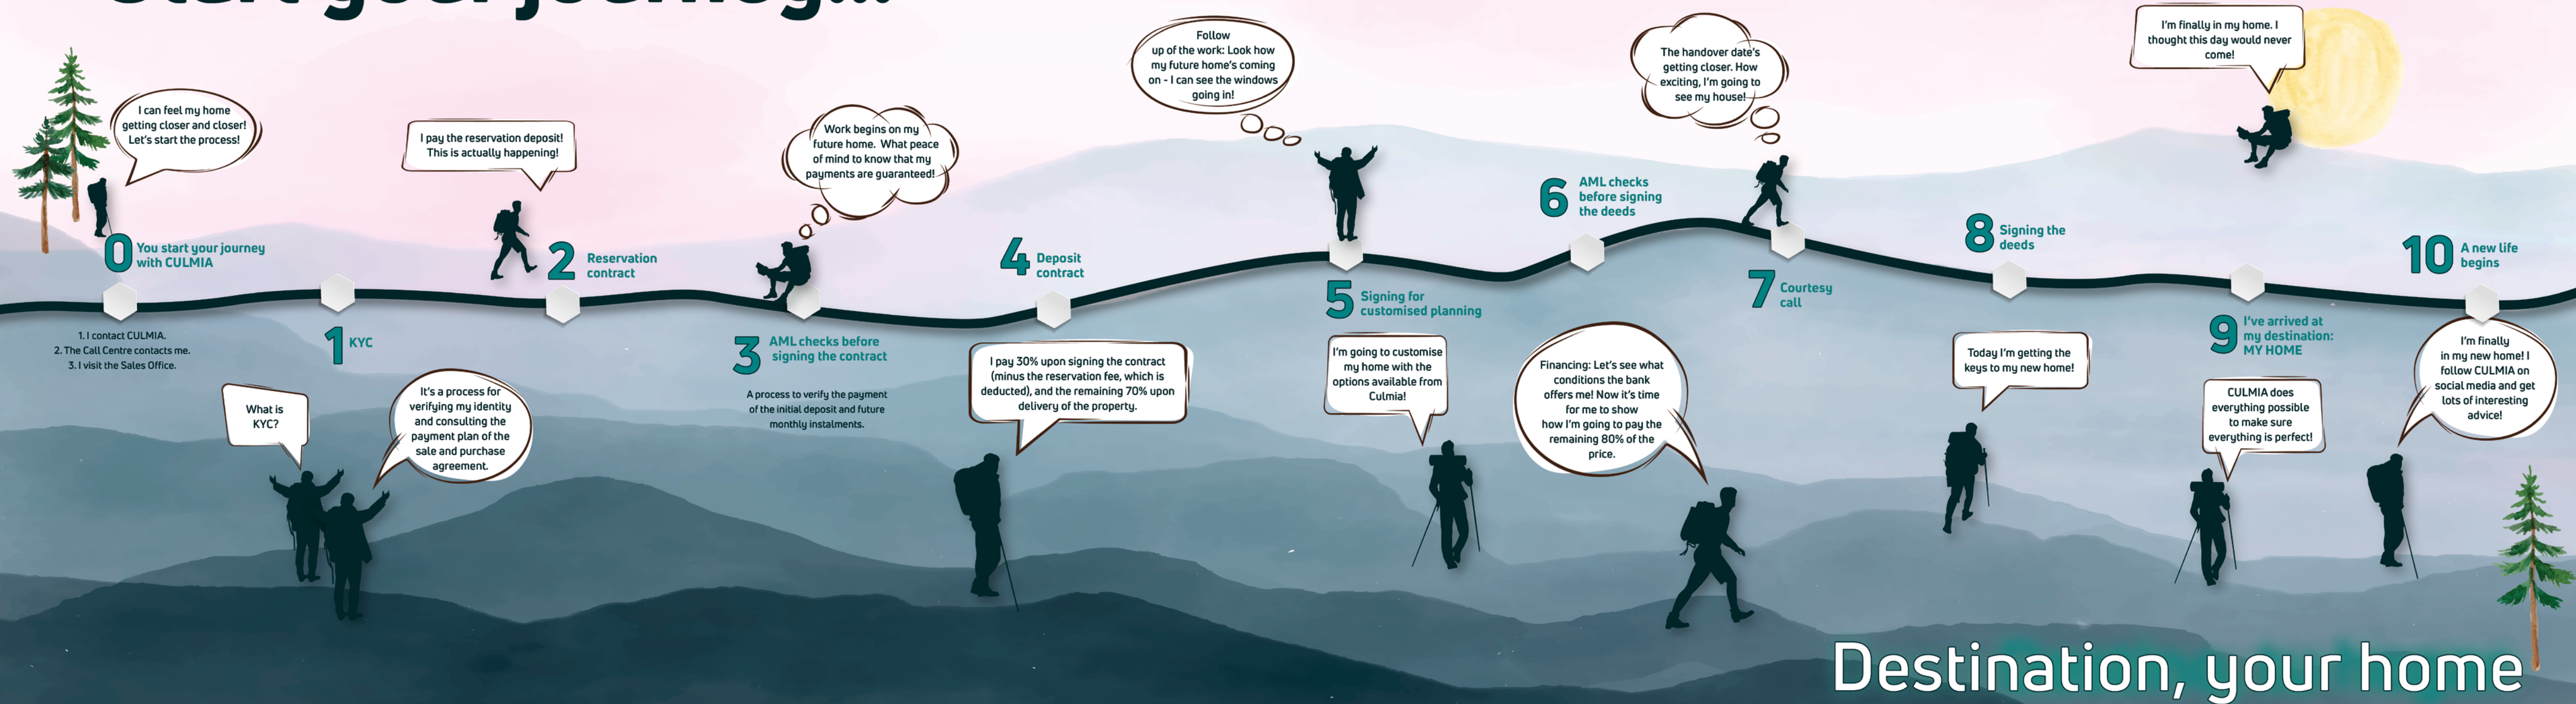 Start your journey...
I can feel my home
getting closer and closer!
Let's start the process!
0 You start your journey
with CULMIA
1. I contact CULMIA.
2. The Call Centre contacts me.
3. I visit the Sales Office.
1 KYC
What is
KYC?
It's a process for
verifying my identity
and consulting the
payment plan of the
sale and purchase
agreement.
I pay the reservation deposit!
This is actually happening!
2 Reservation
contract
Work begins on my
future home. What peace
of mind to know that my
payments are guaranteed!
3 AML checks before
signing the contract
A process to verify the payment
of the initial deposit and future
monthly instalments.
4 Deposit
contract
I pay 30% upon signing the contract
(minus the reservation fee, which is
deducted), and the remaining 70% upon
delivery of the property.
Follow
up of the work: Look how
my future home's coming
on - I can see the windows
going in!
5 Signing for
customised planning
I'm going to customise
my home with the
options available from
Culmia!
6 AML checks
before signing
the deeds
Financing: Let's see what
conditions the bank
offers me! Now it's time
for me to show
how I'm going to pay the
remaining 80% of the
price.
The handover date's
getting closer. How
exciting, I'm going to
see my house!
7 Courtesy
call
8 Signing the
deeds
Today I'm getting the
keys to my new home!
I'm finally in my home. I
thought this day would never
come!
9 I've arrived at
my destination:
MY HOME
CULMIA does
everything possible
to make sure
everything is perfect!
10 A new life
begins
I'm finally
in my new home! I
follow CULMIA on
social media and get
lots of interesting
advice!
Destination, your home